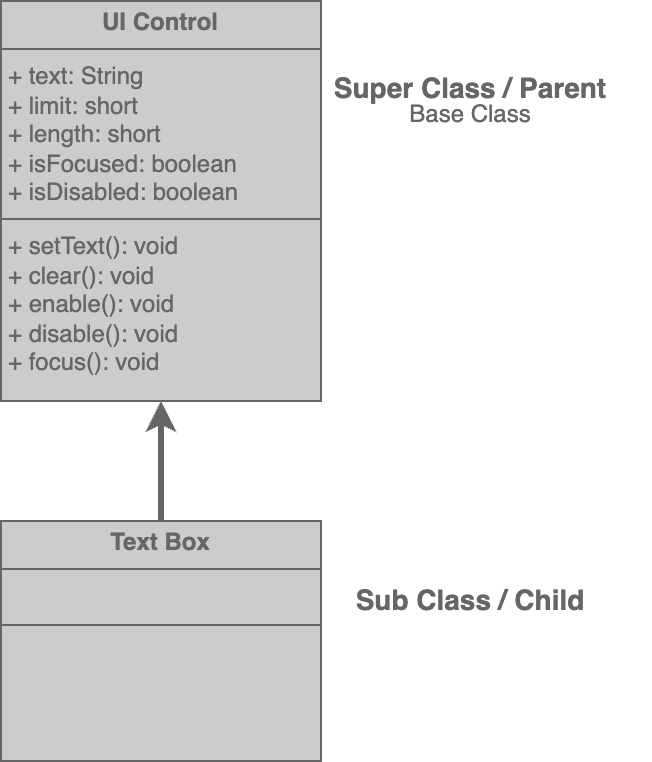 UI Control
+ text: String
+ limit: short
+ length: short
+ isFocused: boolean
+ isDisabled: boolean
+ setText(): void
+ clear(): void
+ enable(): void
+ disable(): void
+ focus(): void
Super Class / Parent
Base Class
Text Box
Sub Class / Child